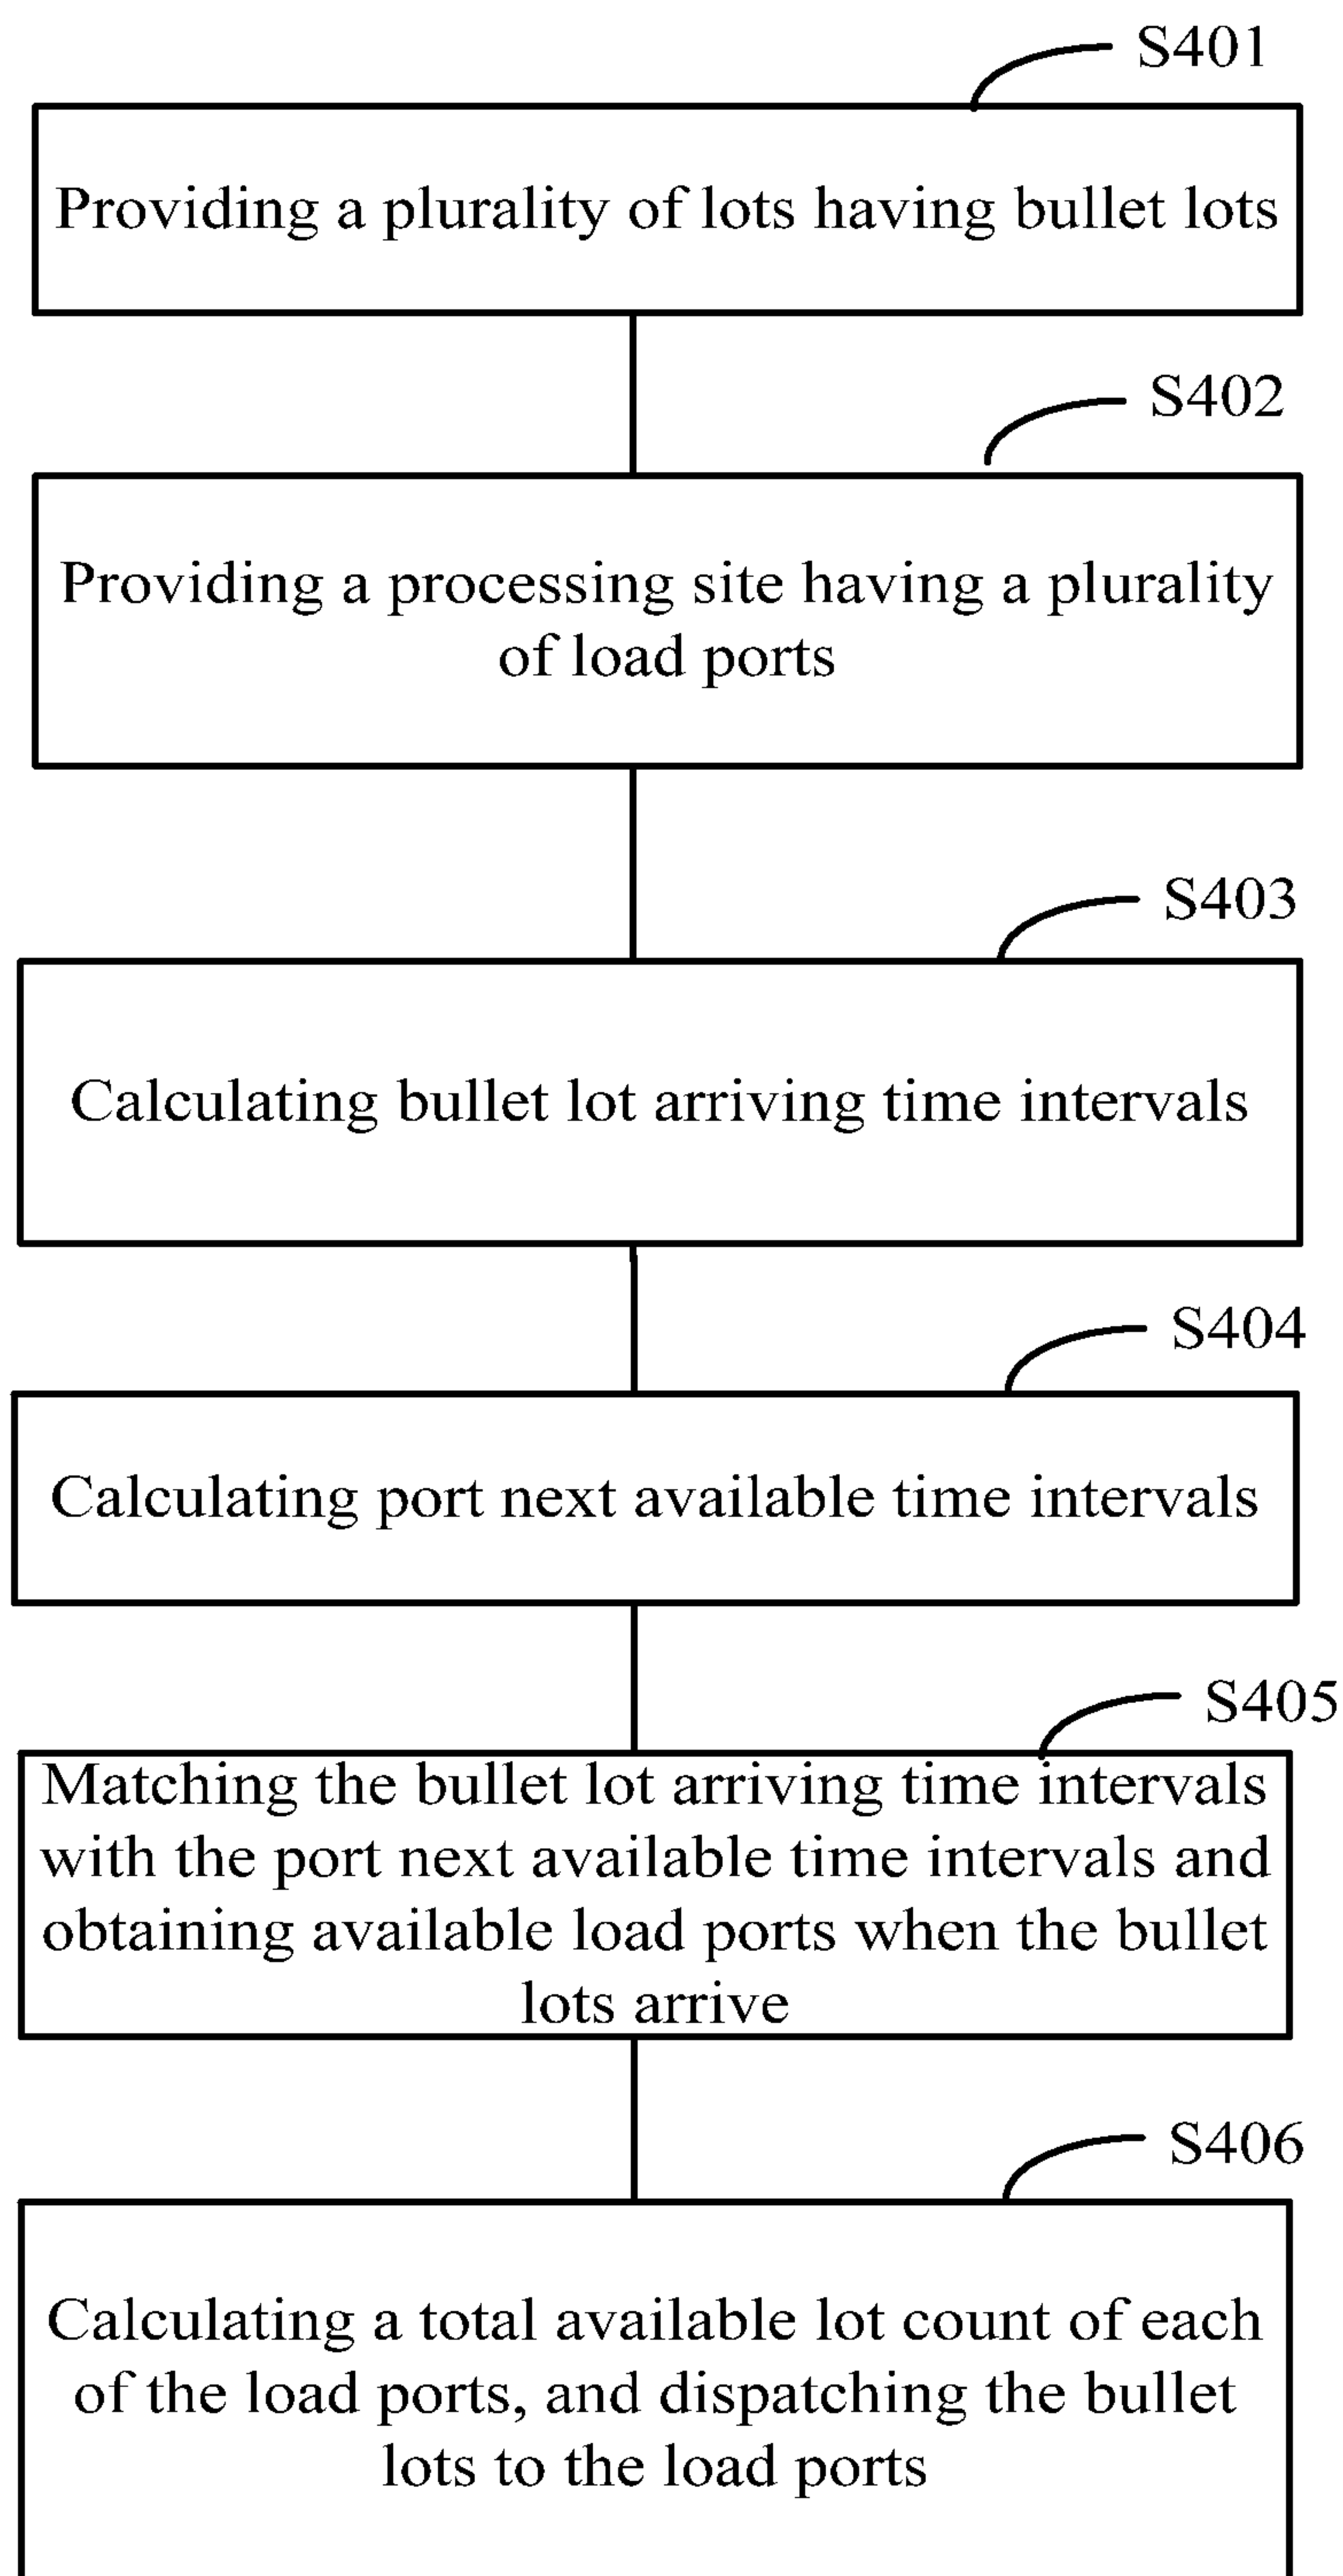 S401
Providing a plurality of lots having bullet lots
S402
Providing a processing site having a plurality
of load ports
S403
Calculating bullet lot arriving time intervals
S404
Calculating port next available time intervals
S405
Matching the bullet lot arriving time intervals
with the port next available time intervals and
obtaining available load ports when the bullet
lots arrive
S406
Calculating a total available lot count of each
of the load ports, and dispatching the bullet
lots to the load ports